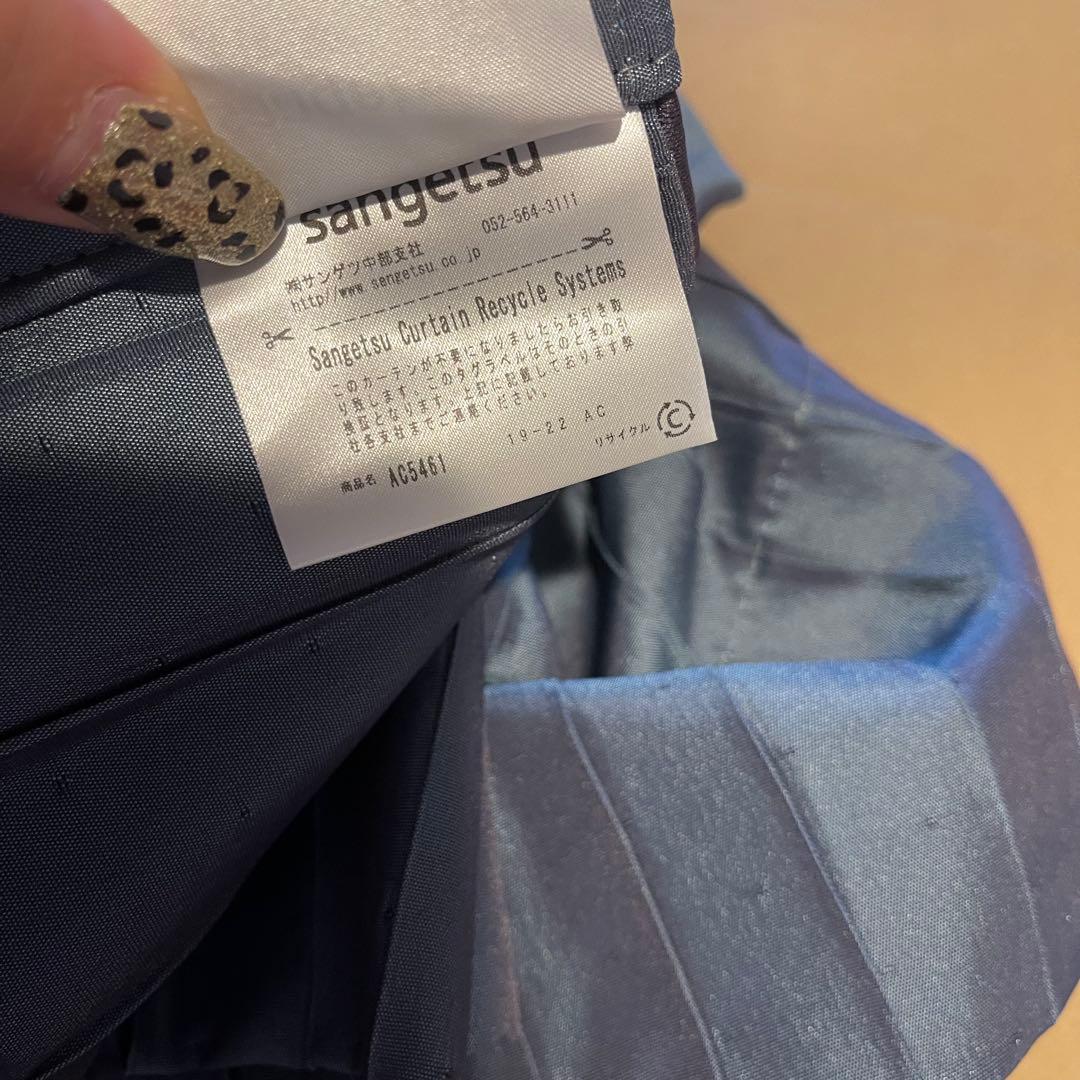 sangetsu
㈱サンゲツ中部支社 052-564-3111
http://www.sangetsu.co.jp
Sangetsu Curtain Recycle Systems
このカーテンが不要になりましたらお引き取
り致します。このタグラベルはそのときの引
換証となります。上記に記載しております弊
社各支社までご連絡ください。
19-22 AC
リサイクル C
商品名 AC5461